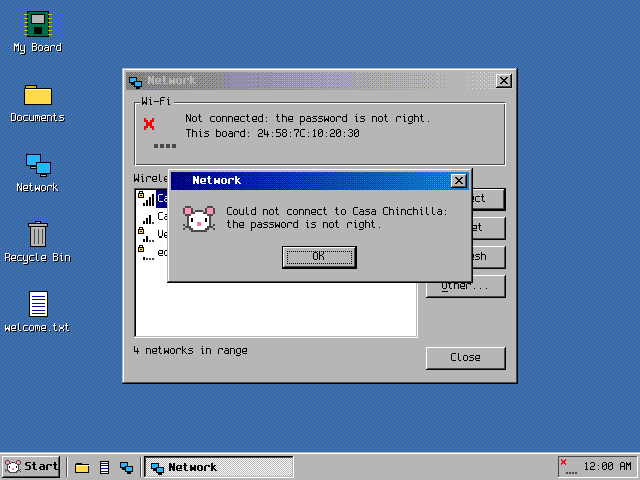 My Board
Documents
Network
Recycle Bin
welcome.txt
Network
Wi-Fi
Not connected: the password is not right.
This board: 24:58:7C:10:20:30
Network
Could not connect to Casa Chinchilla:
the password is not right.
OK
Other...
4 networks in range
Close
Start
Network
12:00 AM